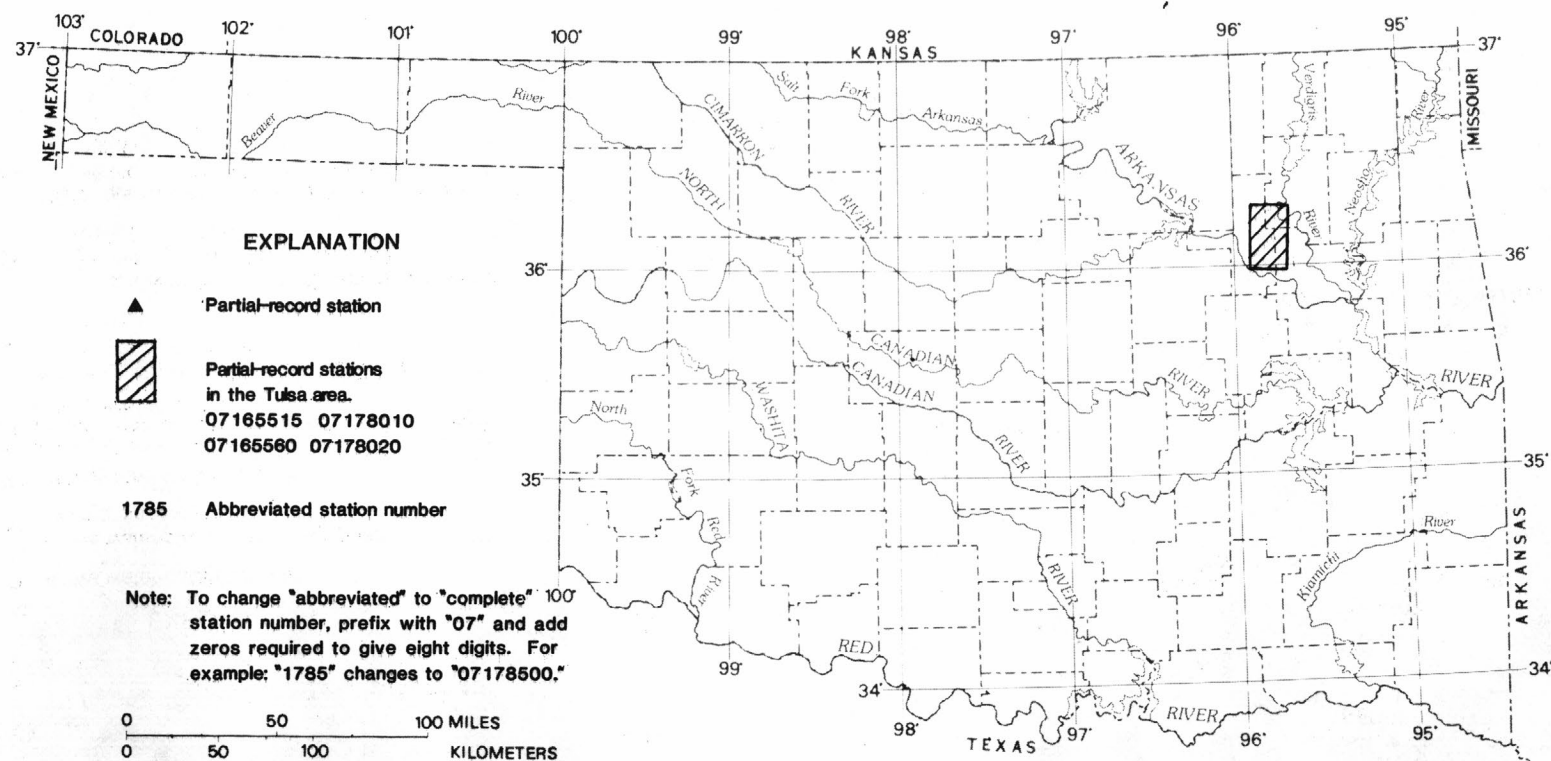 103° 102° 101° 100° 99° 98° 97° 96° 95°
37° COLORADO KANSAS 37°
NEW MEXICO
MISSOURI
Beaver River
CIMARRON RIVER
Salt Fork Arkansas
ARKANSAS
Verdigris River
Neosho River
NORTH
36° 36°
CANADIAN
CANADIAN RIVER
RIVER
RIVER
WASHITA RIVER
North Fork Red River
35° 35°
Kiamichi River
ARKANSAS
RED RIVER
100°
99°
34° 34°
98° 97° 96° 95°
TEXAS
EXPLANATION
Partial-record station
Partial-record stations
in the Tulsa area.
07165515 07178010
07165560 07178020
1785 Abbreviated station number
Note: To change "abbreviated" to "complete"
station number, prefix with "07" and add
zeros required to give eight digits. For
example: "1785" changes to "07178500."
0 50 100 MILES
0 50 100 KILOMETERS